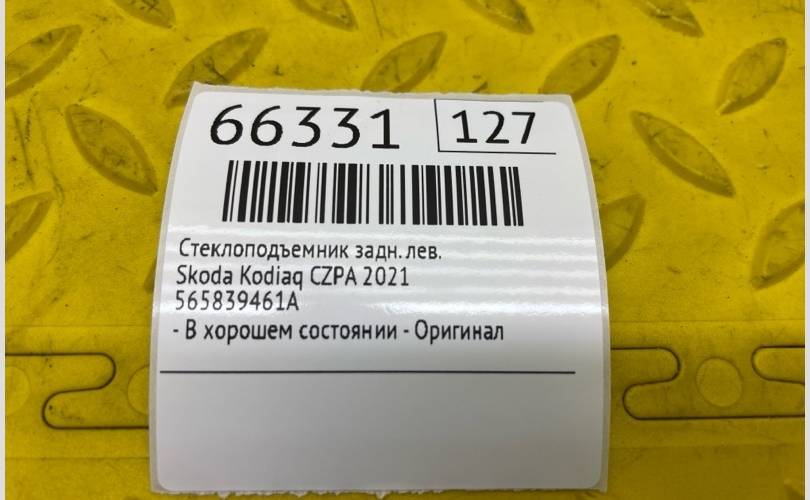 66331 127
Стеклоподъемник задн.лев.
Skoda Kodiaq CZPA 2021
565839461A
- В хорошем состоянии - Оригинал